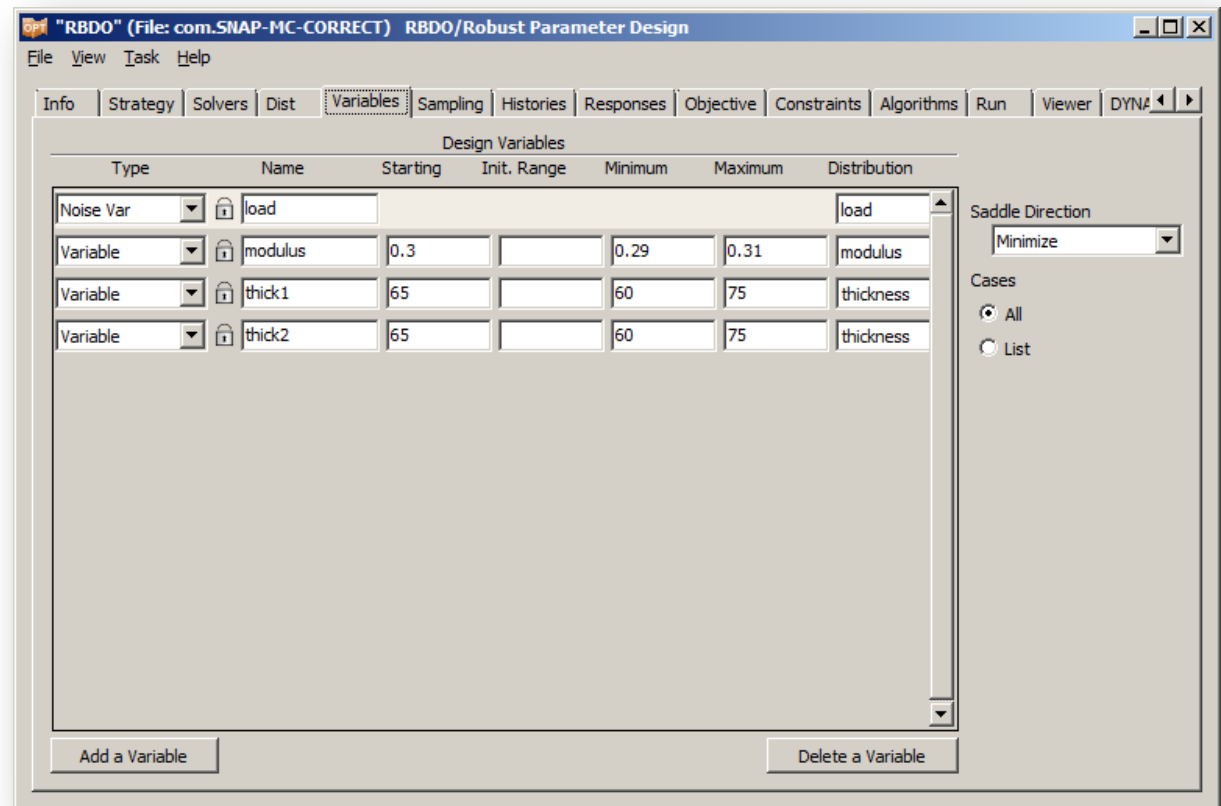 OPT "RBDO" (File: com.SNAP-MC-CORRECT) RBDO/Robust Parameter Design
File View Task Help
Info Strategy Solvers Dist Variables Sampling Histories Responses Objective Constraints Algorithms Run Viewer DYNA
Design Variables
Type Name Starting Init. Range Minimum Maximum Distribution
Noise Var load load
Variable modulus 0.3 0.29 0.31 modulus
Variable thick1 65 60 75 thickness
Variable thick2 65 60 75 thickness
Saddle Direction
Minimize
Cases
All
List
Add a Variable Delete a Variable